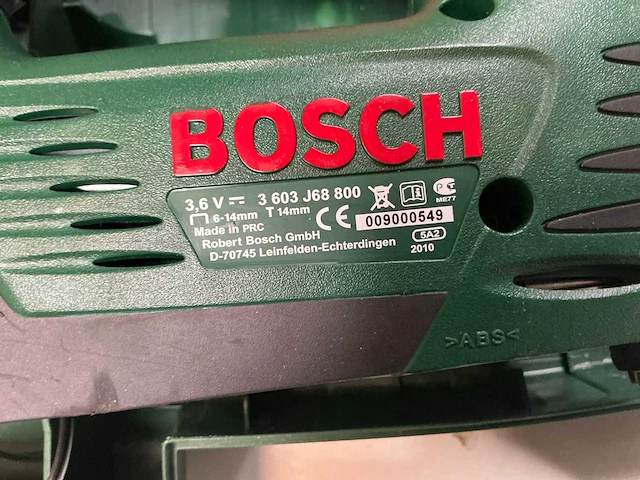 BOSCH
3,6 V 3 603 J68 800
6-14mm T 14mm
Made in PRC CE 009000549
Robert Bosch GmbH 5A2
D-70745 Leinfelden-Echterdingen 2010
ME77
>ABS<